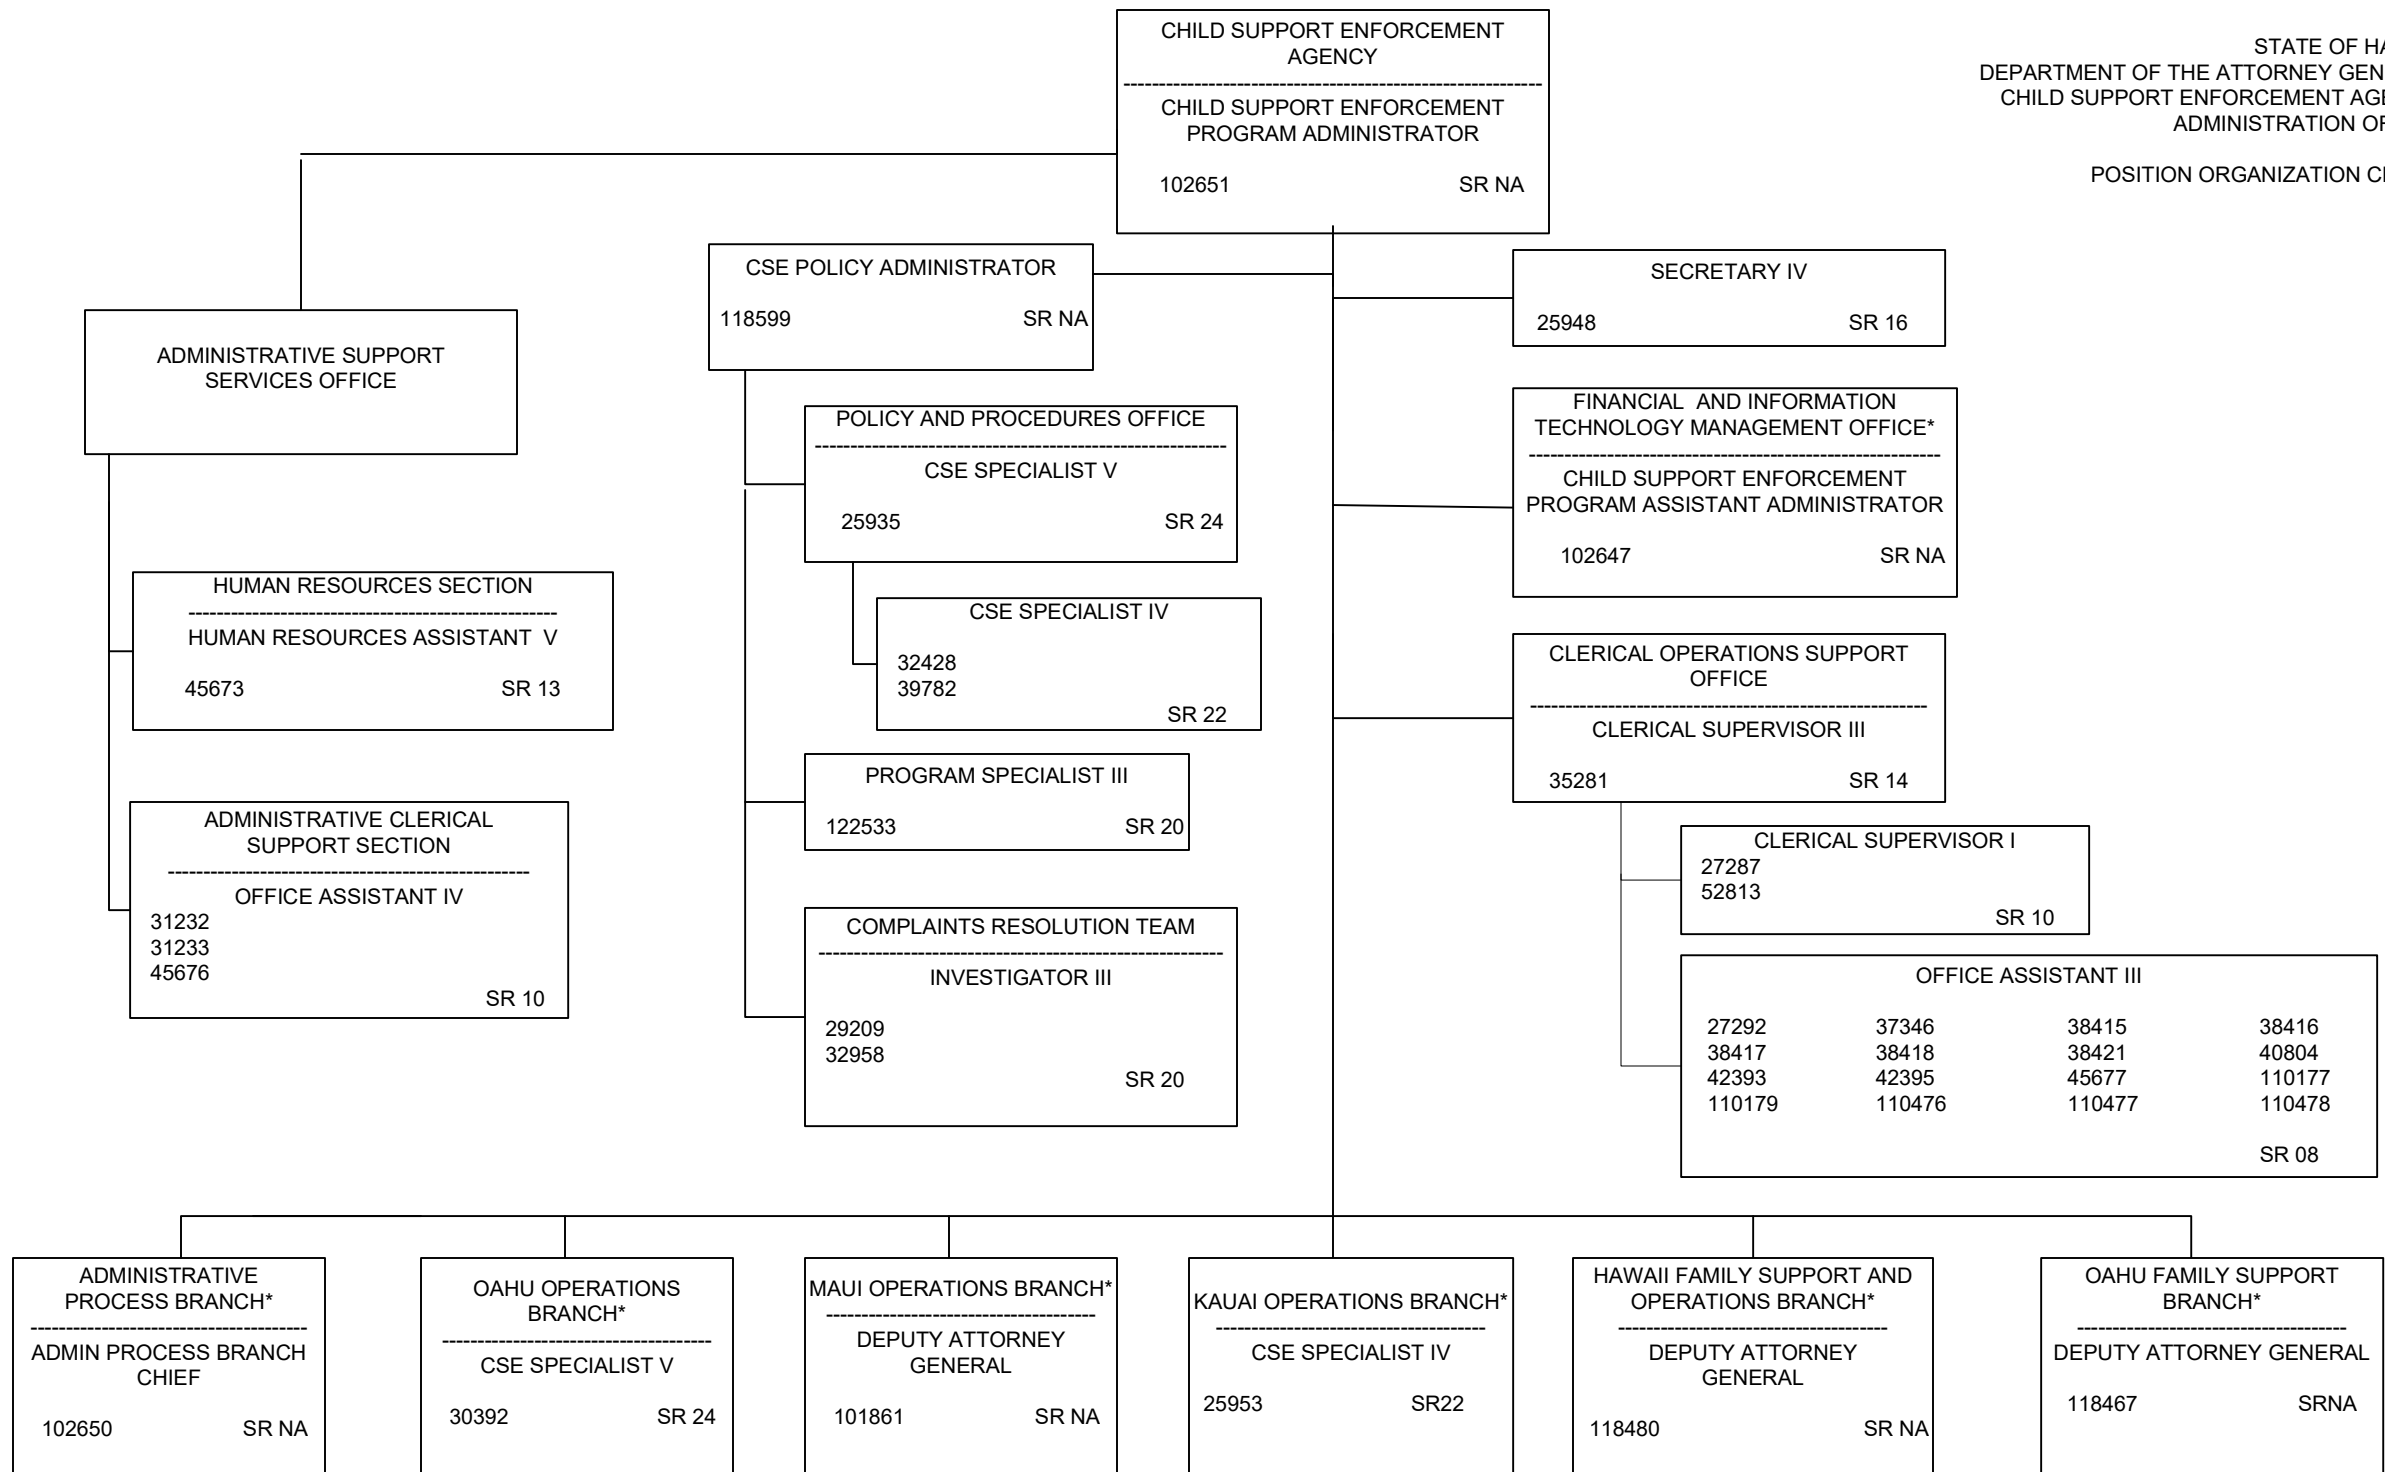 CHILD SUPPORT ENFORCEMENT
AGENCY
----------------------------------------------------------
CHILD SUPPORT ENFORCEMENT
PROGRAM ADMINISTRATOR
102651 SR NA
STATE OF HA
DEPARTMENT OF THE ATTORNEY GEN
CHILD SUPPORT ENFORCEMENT AGE
ADMINISTRATION OF
POSITION ORGANIZATION C
CSE POLICY ADMINISTRATOR
118599 SR NA
SECRETARY IV
25948 SR 16
ADMINISTRATIVE SUPPORT
SERVICES OFFICE
POLICY AND PROCEDURES OFFICE
----------------------------------------------------------
CSE SPECIALIST V
25935 SR 24
FINANCIAL AND INFORMATION
TECHNOLOGY MANAGEMENT OFFICE*
----------------------------------------------------------
CHILD SUPPORT ENFORCEMENT
PROGRAM ASSISTANT ADMINISTRATOR
102647 SR NA
HUMAN RESOURCES SECTION
----------------------------------------------------
HUMAN RESOURCES ASSISTANT V
45673 SR 13
CSE SPECIALIST IV
32428
39782
SR 22
CLERICAL OPERATIONS SUPPORT
OFFICE
--------------------------------------------------------
CLERICAL SUPERVISOR III
35281 SR 14
PROGRAM SPECIALIST III
122533 SR 20
ADMINISTRATIVE CLERICAL
SUPPORT SECTION
---------------------------------------------------
OFFICE ASSISTANT IV
31232
31233
45676
SR 10
CLERICAL SUPERVISOR I
27287
52813
SR 10
COMPLAINTS RESOLUTION TEAM
---------------------------------------------------------
INVESTIGATOR III
29209
32958
SR 20
OFFICE ASSISTANT III
27292 37346 38415 38416
38417 38418 38421 40804
42393 42395 45677 110177
110179 110476 110477 110478
SR 08
ADMINISTRATIVE
PROCESS BRANCH*
---------------------------------------
ADMIN PROCESS BRANCH
CHIEF
102650 SR NA
OAHU OPERATIONS
BRANCH*
--------------------------------------
CSE SPECIALIST V
30392 SR 24
MAUI OPERATIONS BRANCH*
--------------------------------------
DEPUTY ATTORNEY
GENERAL
101861 SR NA
KAUAI OPERATIONS BRANCH*
--------------------------------------
CSE SPECIALIST IV
25953 SR22
HAWAII FAMILY SUPPORT AND
OPERATIONS BRANCH*
--------------------------------------
DEPUTY ATTORNEY
GENERAL
118480 SR NA
OAHU FAMILY SUPPORT
BRANCH*
--------------------------------------
DEPUTY ATTORNEY GENERAL
118467 SRNA